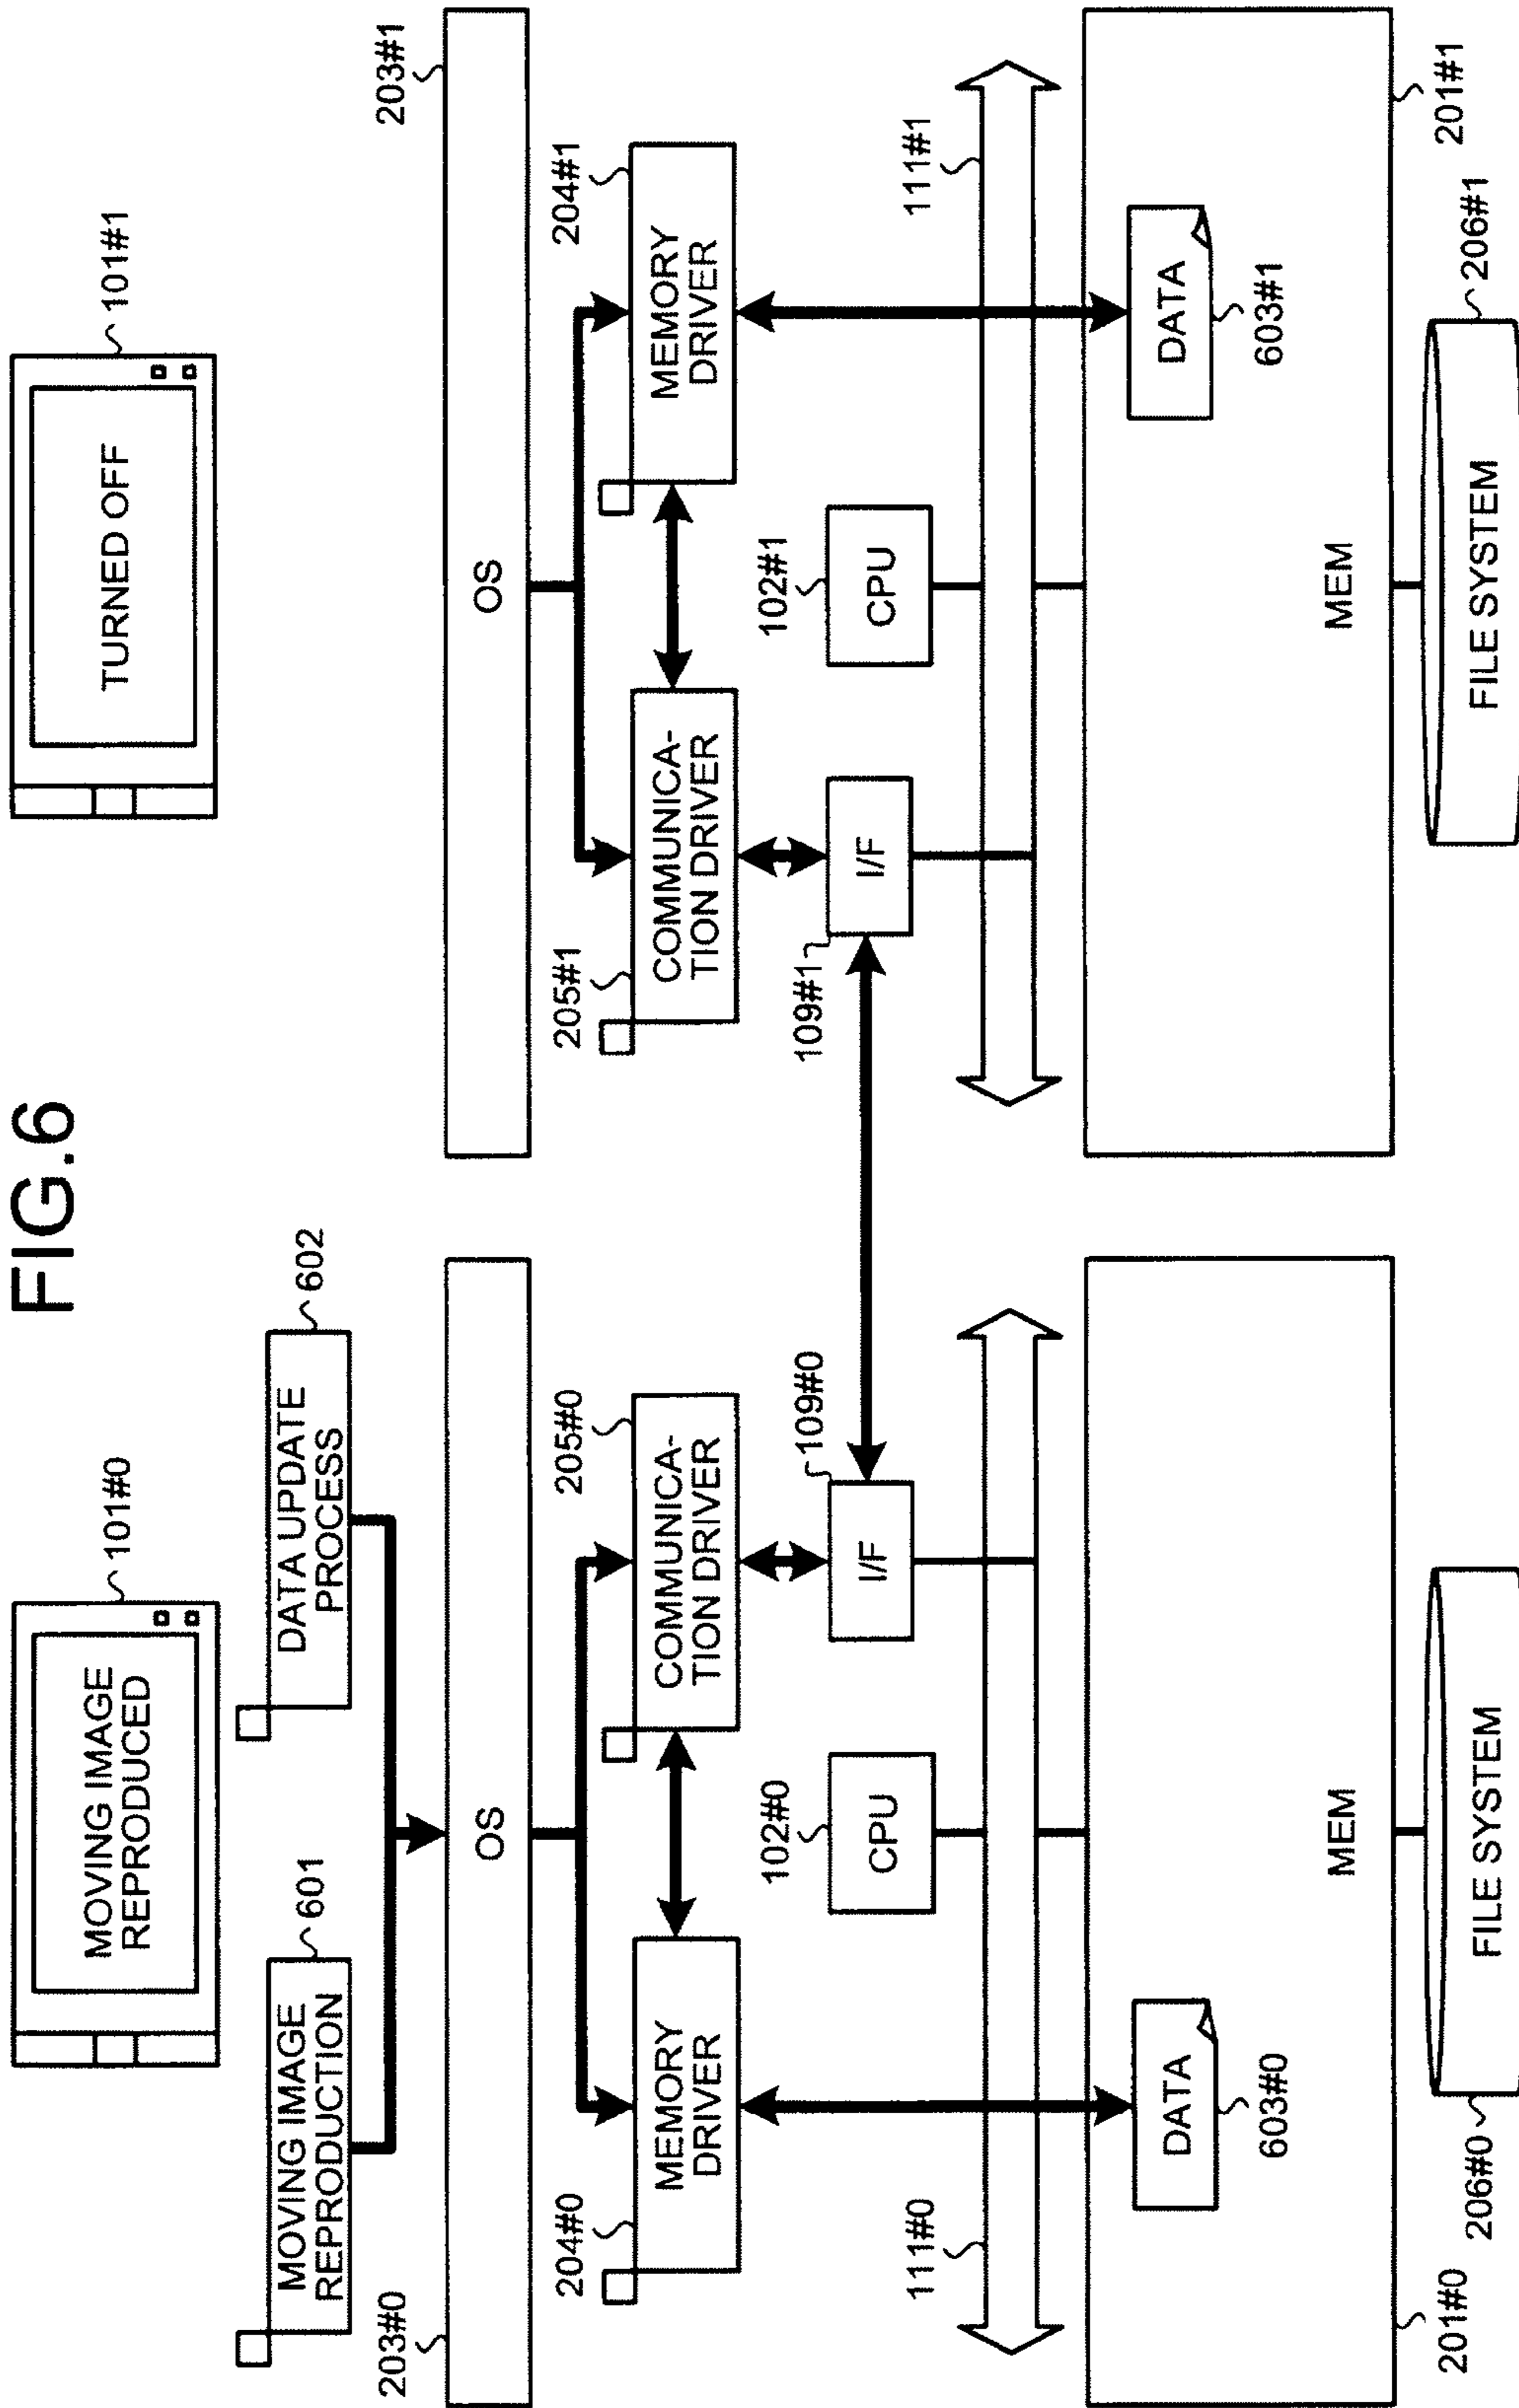 FIG.6
101#0
MOVING IMAGE
REPRODUCED
101#1
TURNED OFF
601
MOVING IMAGE
REPRODUCTION
602
DATA UPDATE
PROCESS
203#0
OS
203#1
OS
204#0
MEMORY
DRIVER
205#0
COMMUNICA-
TION DRIVER
205#1
COMMUNICA-
TION DRIVER
204#1
MEMORY
DRIVER
102#0
CPU
109#0
I/F
109#1
I/F
102#1
CPU
111#0
111#1
DATA
603#0
MEM
201#0
DATA
603#1
MEM
201#1
206#0
FILE SYSTEM
206#1
FILE SYSTEM